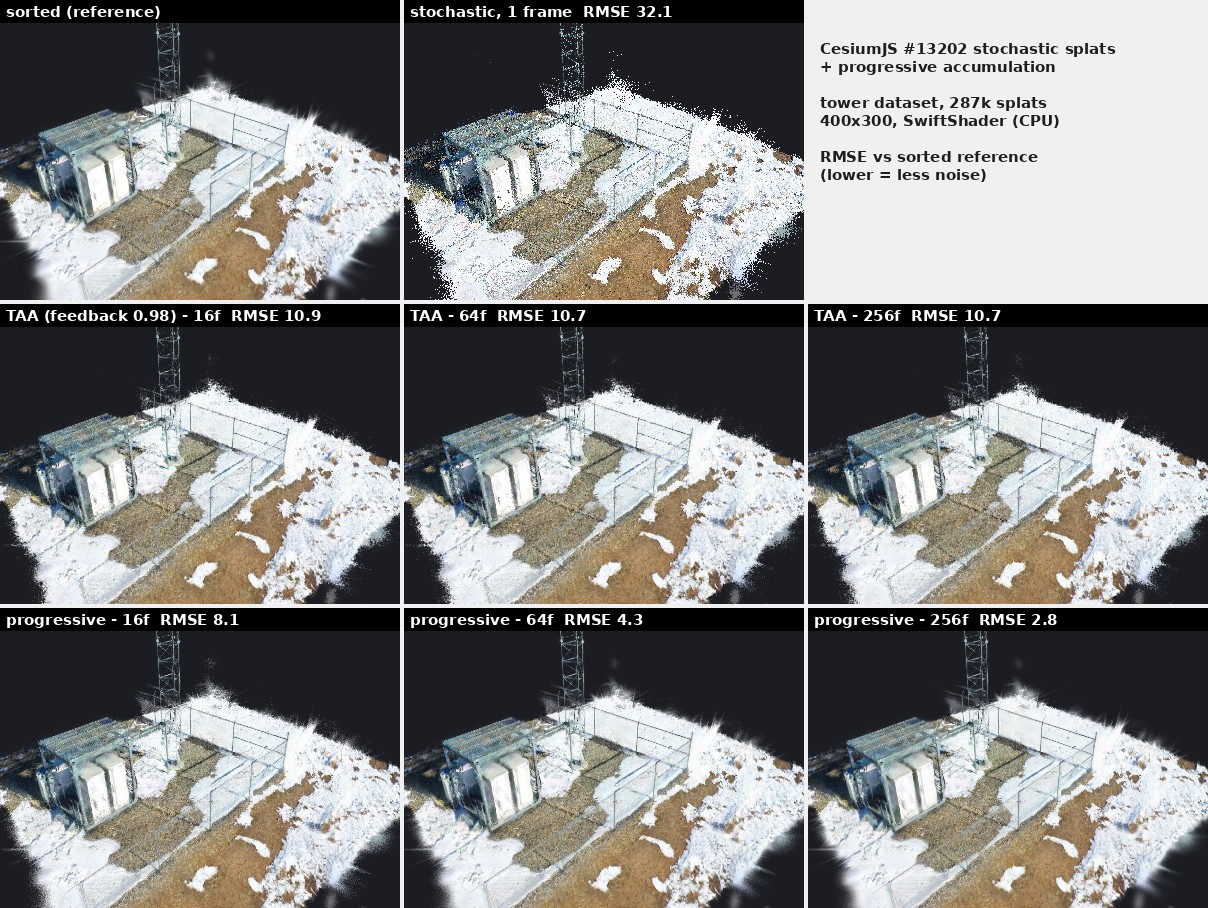 sorted (reference)
stochastic, 1 frame  RMSE 32.1
CesiumJS #13202 stochastic splats
+ progressive accumulation
tower dataset, 287k splats
400x300, SwiftShader (CPU)
RMSE vs sorted reference
(lower = less noise)
TAA (feedback 0.98) - 16f  RMSE 10.9
TAA - 64f  RMSE 10.7
TAA - 256f  RMSE 10.7
progressive - 16f  RMSE 8.1
progressive - 64f  RMSE 4.3
progressive - 256f  RMSE 2.8